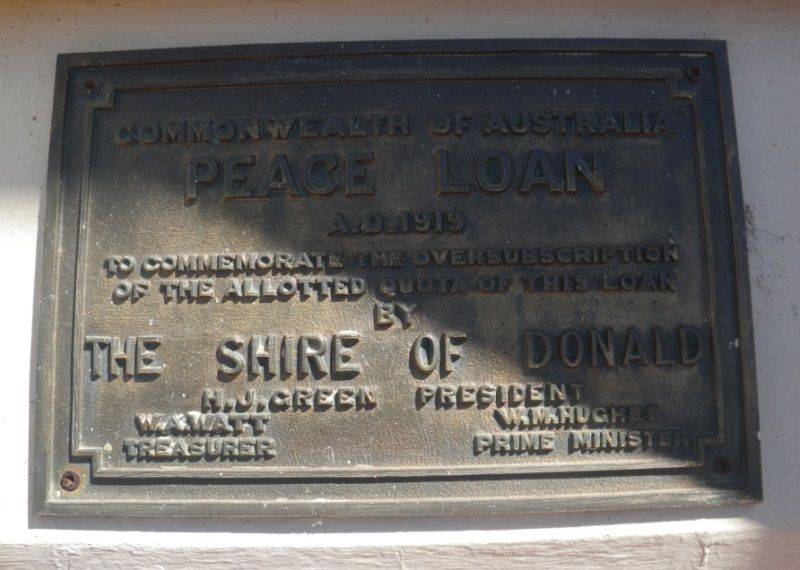 COMMONWEALTH OF AUSTRALIA
PEACE LOAN
A.D.1919
TO COMMEMORATE THE OVERSUBSCRIPTION
OF THE ALLOTTED QUOTA OF THIS LOAN
BY
THE SHIRE OF DONALD
H.J.GREEN PRESIDENT
W.A.WATT W.M.HUGHES
TREASURER PRIME MINISTER